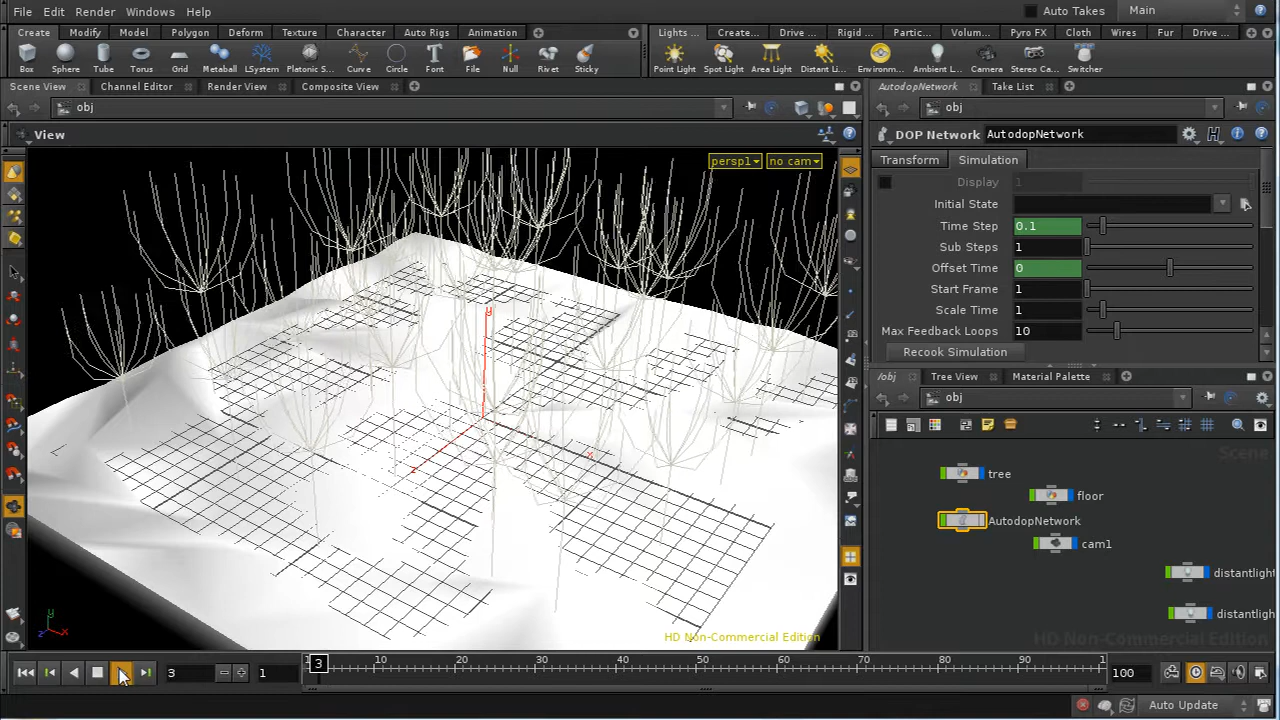 File Edit Render Windows Help
Auto Takes
Main
Create Modify Model Polygon Deform Texture Character Auto Rigs Animation
Lights ... Create... Drive ... Rigid ... Partic... Volum... Pyro FX Cloth Wires Fur Drive ...
Box Sphere Tube Torus Grid Metaball LSystem Platonic S... Curve Circle Font File Null Rivet Sticky
Point Light Spot Light Area Light Distant Li... Environm... Ambient L... Camera Stereo Ca... Switcher
Scene View Channel Editor Render View Composite View
AutodopNetwork Take List
obj
obj
View
DOP Network AutodopNetwork
persp1 no cam
Transform Simulation
Display 1
Initial State
Time Step 0.1
Sub Steps 1
Offset Time 0
Start Frame 1
Scale Time 1
Max Feedback Loops 10
Recook Simulation
/obj Tree View Material Palette
obj
Scene
tree
floor
AutodopNetwork
cam1
distantlight
distantligh
y
x
z
y
z x
HD Non-Commercial Edition
HD Non-Commercial Edition
3
1
3
10 20 30 40 50 60 70 80 90 1
100
Auto Update